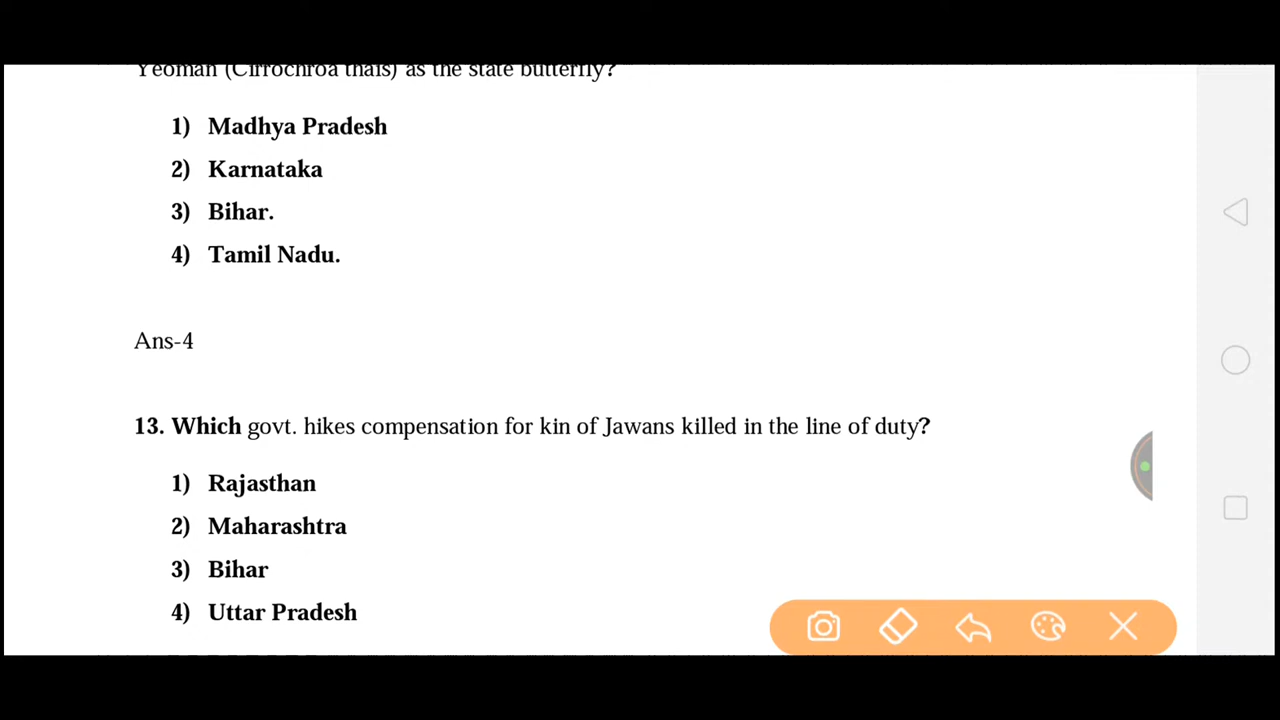 Yeoman (Cirrochroa thais) as the state butterfly?
1) Madhya Pradesh
2) Karnataka
3) Bihar.
4) Tamil Nadu.
Ans-4
13. Which govt. hikes compensation for kin of Jawans killed in the line of duty?
1) Rajasthan
2) Maharashtra
3) Bihar
4) Uttar Pradesh